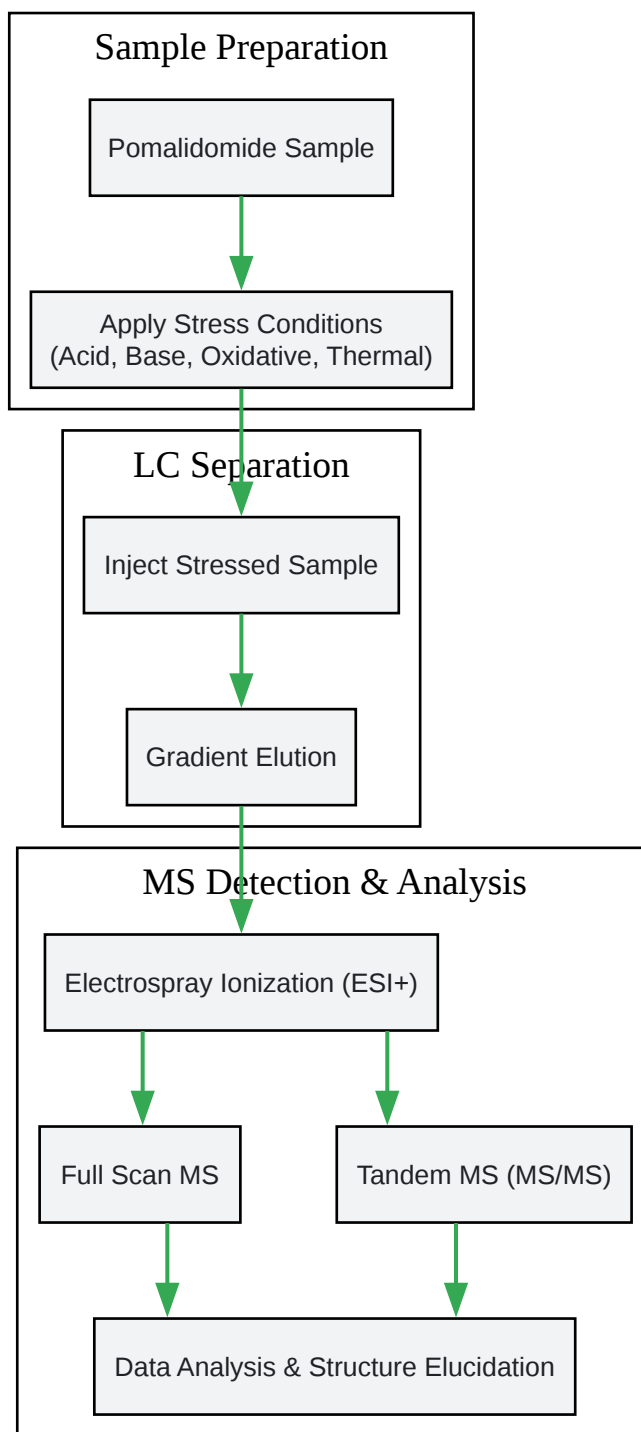 Sample Preparation
Pomalidomide Sample
Apply Stress Conditions
(Acid, Base, Oxidative, Thermal)
LC Separation
Inject Stressed Sample
Gradient Elution
MS Detection & Analysis
Electrospray Ionization (ESI+)
Full Scan MS
Tandem MS (MS/MS)
Data Analysis & Structure Elucidation